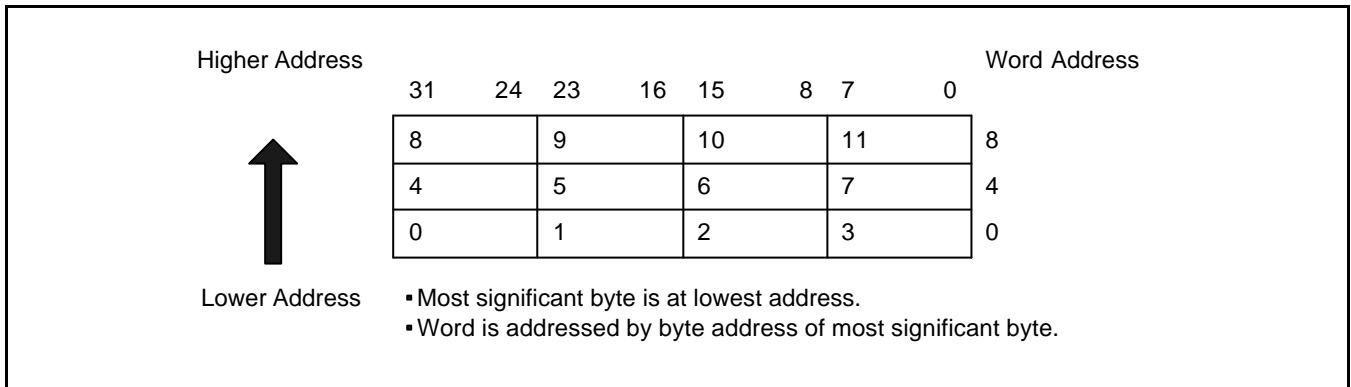 Higher Address Word Address
31 24 23 16 15 8 7 0
8 9 10 11 8
4 5 6 7 4
0 1 2 3 0
Lower Address ▪ Most significant byte is at lowest address.
▪ Word is addressed by byte address of most significant byte.